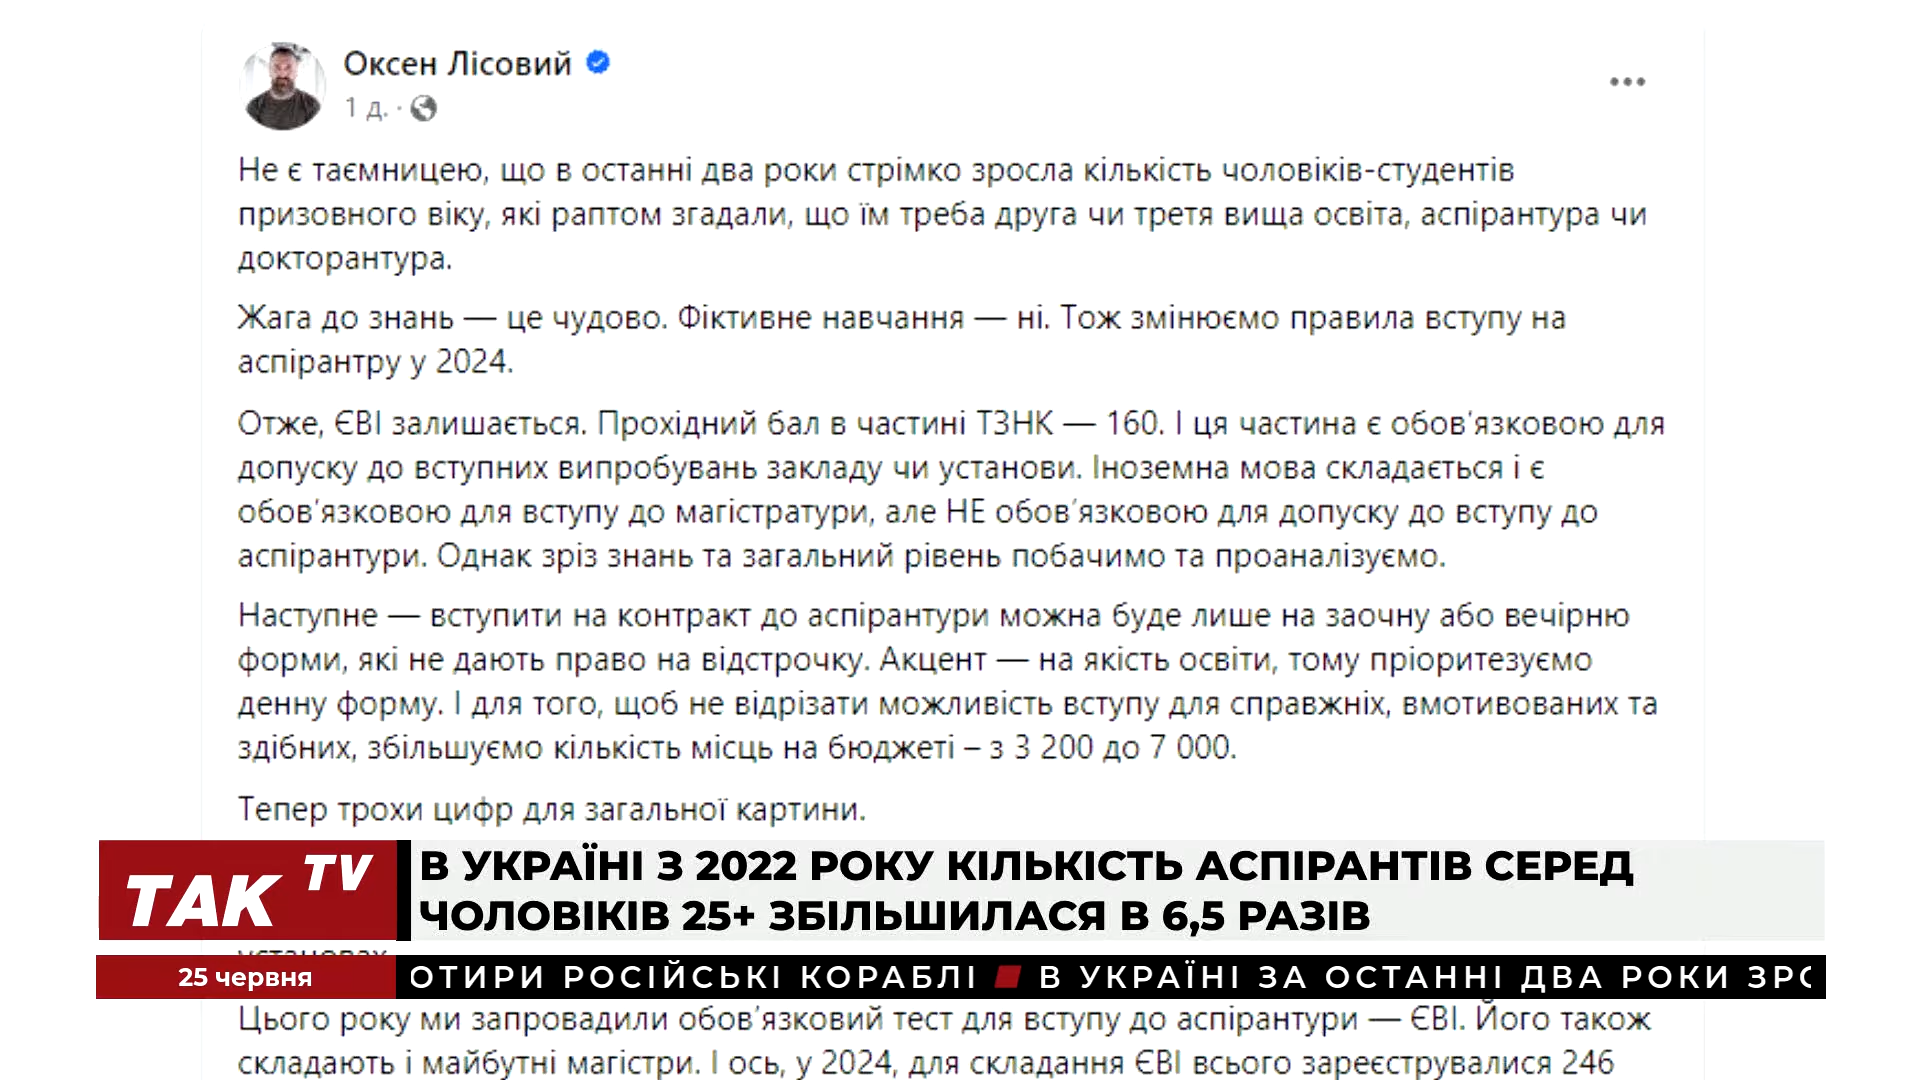 Оксен Лісовий
1 д. ·
Не є таємницею, що в останні два роки стрімко зросла кількість чоловіків-студентів
призовного віку, які раптом згадали, що їм треба друга чи третя вища освіта, аспірантура чи
докторантура.
Жага до знань — це чудово. Фіктивне навчання — ні. Тож змінюємо правила вступу на
аспірантру у 2024.
Отже, ЄВІ залишається. Прохідний бал в частині ТЗНК — 160. І ця частина є обов'язковою для
допуску до вступних випробувань закладу чи установи. Іноземна мова складається і є
обов'язковою для вступу до магістратури, але НЕ обов'язковою для допуску до вступу до
аспірантури. Однак зріз знань та загальний рівень побачимо та проаналізуємо.
Наступне — вступити на контракт до аспірантури можна буде лише на заочну або вечірню
форми, які не дають право на відстрочку. Акцент — на якість освіти, тому пріоритезуємо
денну форму. І для того, щоб не відрізати можливість вступу для справжніх, вмотивованих та
здібних, збільшуємо кількість місць на бюджеті – з 3 200 до 7 000.
Тепер трохи цифр для загальної картини.
ТАК TV
В УКРАЇНІ З 2022 РОКУ КІЛЬКІСТЬ АСПІРАНТІВ СЕРЕД
ЧОЛОВІКІВ 25+ ЗБІЛЬШИЛАСЯ В 6,5 РАЗІВ
25 червня
ОТИРИ РОСІЙСЬКІ КОРАБЛІ В УКРАЇНІ ЗА ОСТАННІ ДВА РОКИ ЗРО
Цього року ми запровадили обов'язковий тест для вступу до аспірантури — ЄВІ. Його також
складають і майбутні магістри. І ось, у 2024, для складання ЄВІ всього зареєструвалися 246